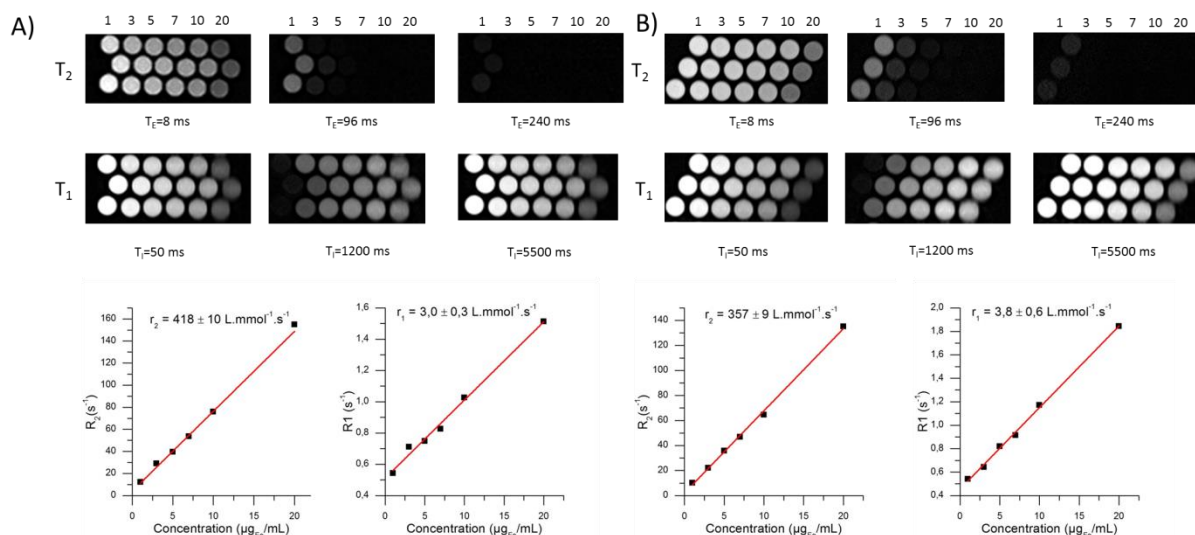 A)
1 3 5 7 10 20
1 3 5 7 10 20
1 3 5 7 10 20
T2
TE=8 ms
TE=96 ms
TE=240 ms
T1
TI=50 ms
TI=1200 ms
TI=5500 ms
r2 = 418 ± 10 L.mmol-1.s-1
R2(s-1)
160
140
120
100
80
60
40
20
0
0 5 10 15 20
Concentration (µgFe/mL)
r1 = 3,0 ± 0,3 L.mmol-1.s-1
R1 (s-1)
1,6
1,4
1,2
1,0
0,8
0,6
0,4
0 5 10 15 20
Concentration (µgFe/mL)
B)
1 3 5 7 10 20
1 3 5 7 10 20
1 3 5 7 10 20
T2
TE=8 ms
TE=96 ms
TE=240 ms
T1
TI=50 ms
TI=1200 ms
TI=5500 ms
r2 = 357 ± 9 L.mmol-1.s-1
R2(s-1)
140
120
100
80
60
40
20
0
0 5 10 15 20
Concentration (µgFe/mL)
r1 = 3,8 ± 0,6 L.mmol-1.s-1
R1 (s-1)
2,0
1,8
1,6
1,4
1,2
1,0
0,8
0,6
0,4
0 5 10 15 20
Concentration (µgFe/mL)